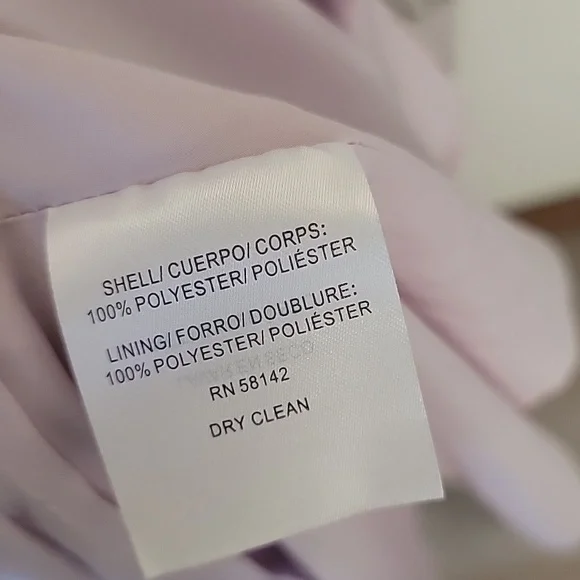 SHELL/ CUERPO/ CORPS:
100% POLYESTER/ POLIÉSTER
LINING/ FORRO/ DOUBLURE:
100% POLYESTER/ POLIÉSTER
RN 58142
DRY CLEAN